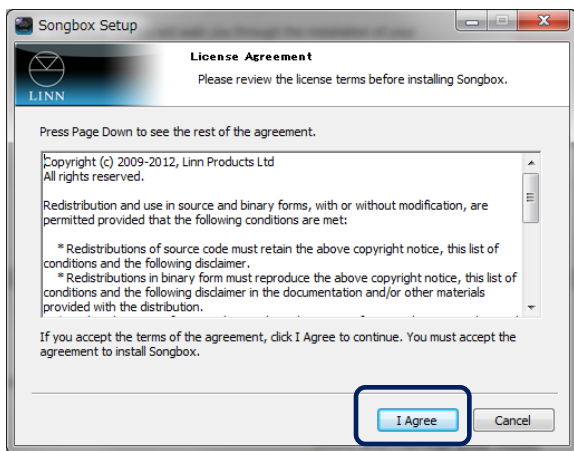 Songbox Setup
License Agreement
Please review the license terms before installing Songbox.
LINN
Press Page Down to see the rest of the agreement.
Copyright (c) 2009-2012, Linn Products Ltd
All rights reserved.
Redistribution and use in source and binary forms, with or without modification, are
permitted provided that the following conditions are met:
* Redistributions of source code must retain the above copyright notice, this list of
conditions and the following disclaimer.
* Redistributions in binary form must reproduce the above copyright notice, this list of
conditions and the following disclaimer in the documentation and/or other materials
provided with the distribution.
If you accept the terms of the agreement, click I Agree to continue. You must accept the
agreement to install Songbox.
I Agree
Cancel